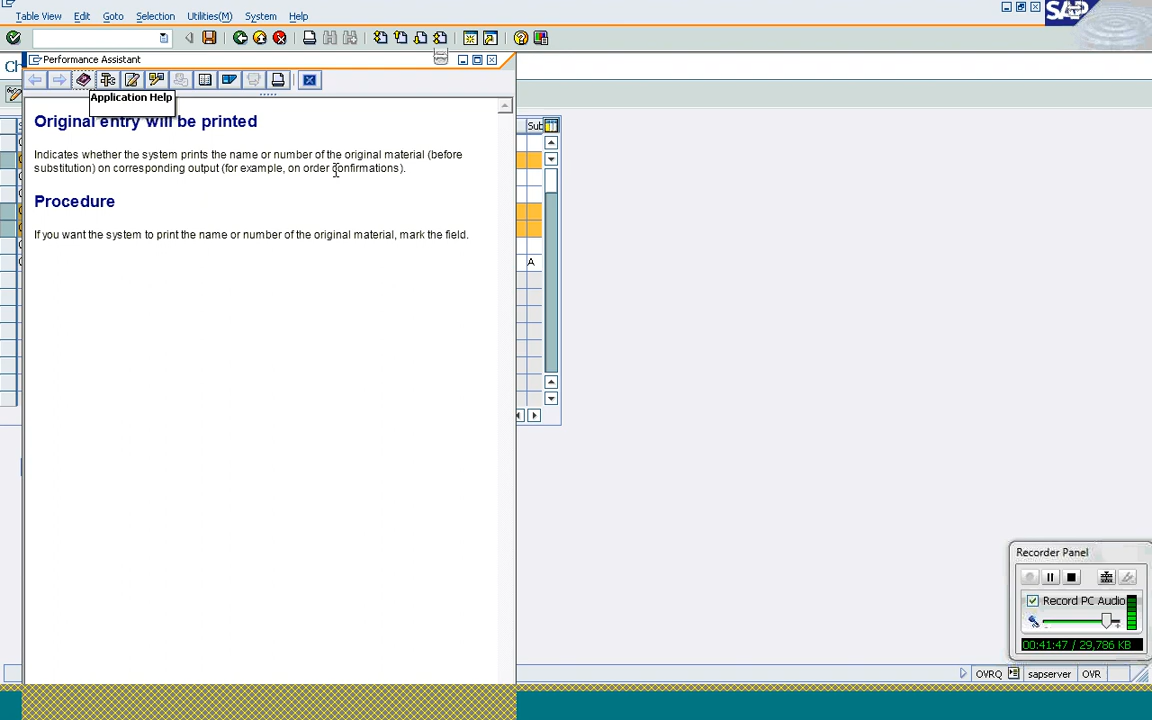 Table View Edit Goto Selection Utilities(M) System Help
SAP
Performance Assistant
Ch
Application Help
Original entry will be printed
Sub
Indicates whether the system prints the name or number of the original material (before
substitution) on corresponding output (for example, on order confirmations).
Procedure
If you want the system to print the name or number of the original material, mark the field.
A
Recorder Panel
Record PC Audio
00:41:47 / 29,786 KB
OVRQ sapserver OVR